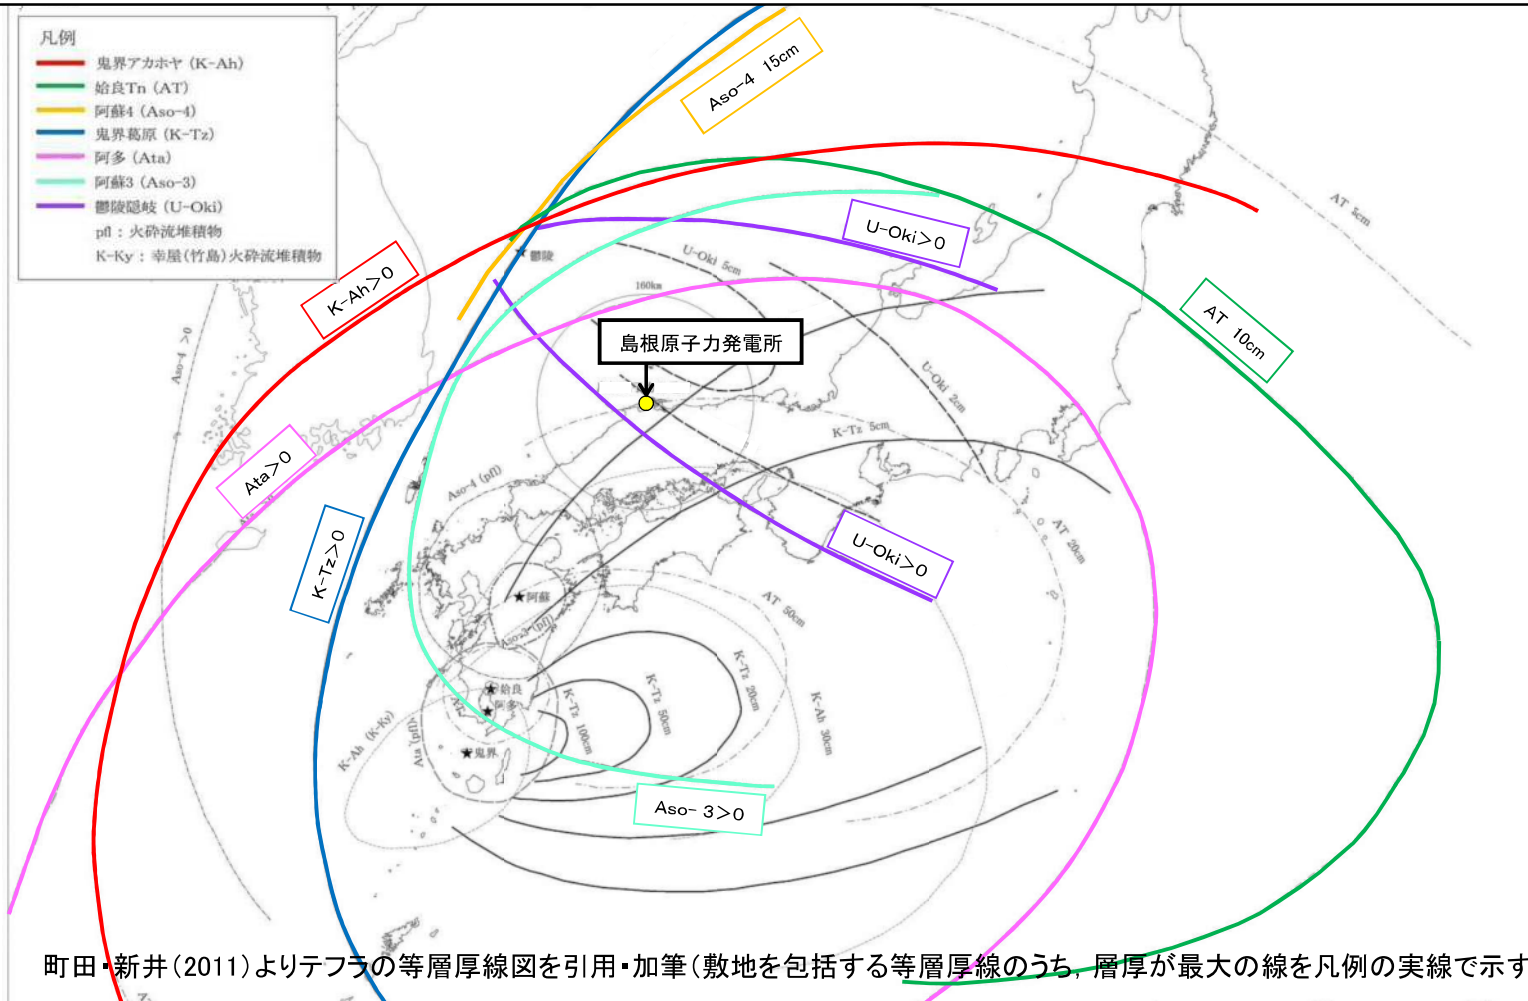 凡例
鬼界アカホヤ (K-Ah)
姶良Tn (AT)
阿蘇4 (Aso-4)
鬼界葛原 (K-Tz)
阿多 (Ata)
阿蘇3 (Aso-3)
鬱陵隠岐 (U-Oki)
pfl : 火砕流堆積物
K-Ky : 幸屋(竹島)火砕流堆積物
Aso-4 15cm
AT 5cm
U-Oki>0
鬱陵
U-Oki 5cm
K-Ah>0
160km
AT 10cm
Aso-4 >0
島根原子力発電所
U-Oki 2cm
K-Tz 5cm
Ata>0
Aso-4 (pfl)
AT 20cm
K-Tz>0
U-Oki>0
阿蘇
AT 50cm
Aso-3 (pfl)
K-Tz 20cm
姶良
阿多
AT
K-Tz 50cm
K-Tz 100cm
K-Ah 30cm
K-Ah (K-Ky)
Ata (pfl)
鬼界
Aso-3>0
町田・新井(2011)よりテフラの等層厚線図を引用・加筆(敷地を包括する等層厚線のうち, 層厚が最大の線を凡例の実線で示す